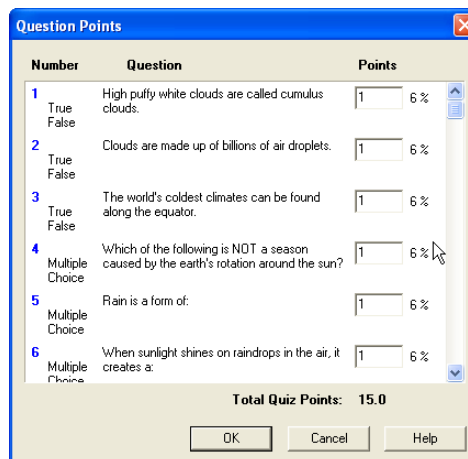 Question Points
Number Question Points
1 High puffy white clouds are called cumulus 1 6 %
True clouds.
False
2 Clouds are made up of billions of air droplets. 1 6 %
True
False
3 The world's coldest climates can be found 1 6 %
True along the equator.
False
4 Which of the following is NOT a season 1 6 %
Multiple caused by the earth's rotation around the sun?
Choice
5 Rain is a form of: 1 6 %
Multiple
Choice
6 When sunlight shines on raindrops in the air, it 1 6 %
Multiple creates a:
Choice
Total Quiz Points: 15.0
OK Cancel Help